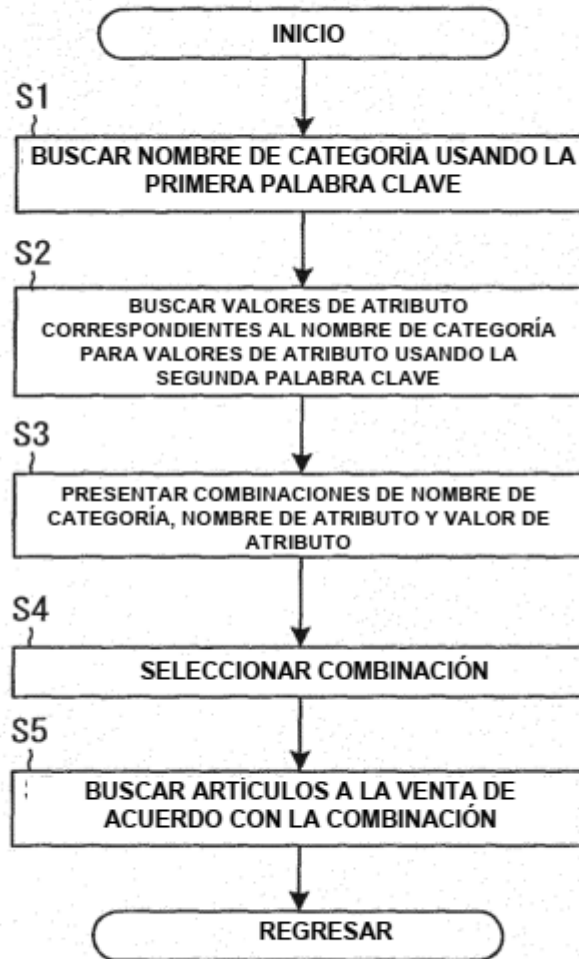 INICIO
S1
BUSCAR NOMBRE DE CATEGORÍA USANDO LA
PRIMERA PALABRA CLAVE
S2
BUSCAR VALORES DE ATRIBUTO
CORRESPONDIENTES AL NOMBRE DE CATEGORÍA
PARA VALORES DE ATRIBUTO USANDO LA
SEGUNDA PALABRA CLAVE
S3
PRESENTAR COMBINACIONES DE NOMBRE DE
CATEGORÍA, NOMBRE DE ATRIBUTO Y VALOR DE
ATRIBUTO
S4
SELECCIONAR COMBINACIÓN
S5
BUSCAR ARTÍCULOS A LA VENTA DE
ACUERDO CON LA COMBINACIÓN
REGRESAR